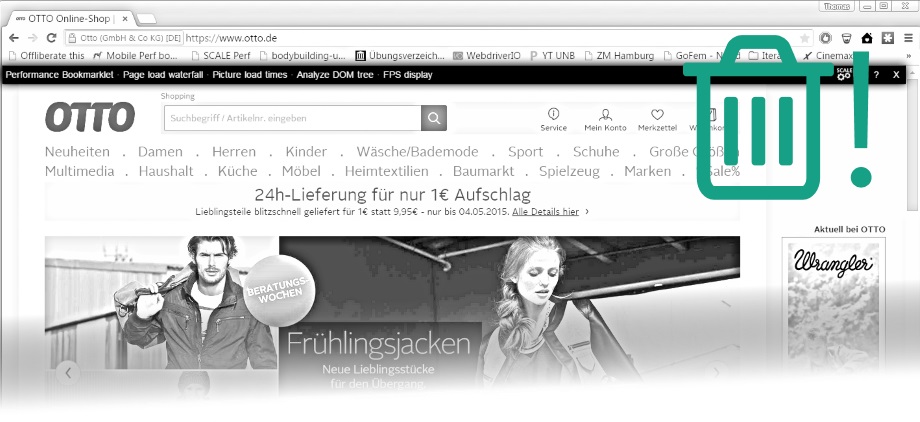 Thomas
OTTO Online-Shop |
Otto (GmbH & Co KG) [DE] https://www.otto.de
Offliberate this Mobile Perf bo... SCALE Perf bodybuilding-u... Übungsverzeich... WebdriverIO YT UNB ZM Hamburg GoFem - N Itera Cinemax
Performance Bookmarklet · Page load waterfall · Picture load times · Analyze DOM tree · FPS display SCALE ? X
Shopping
OTTO
Suchbegriff / Artikelnr. eingeben
Service Mein Konto Merkzettel
Neuheiten . Damen . Herren . Kinder . Wäsche/Bademode . Sport . Schuhe . Große Größen
Multimedia . Haushalt . Küche . Möbel . Heimtextilien . Baumarkt . Spielzeug . Marken . Sale%
24h-Lieferung für nur 1€ Aufschlag
Lieblingsteile blitzschnell geliefert für 1€ statt 9,95€ - nur bis 04.05.2015. Alle Details hier ›
Aktuell bei OTTO
Wrangler
BERATUNGS-
WOCHEN
Frühlingsjacken
Neue Lieblingsstücke
für den Übergang.
!